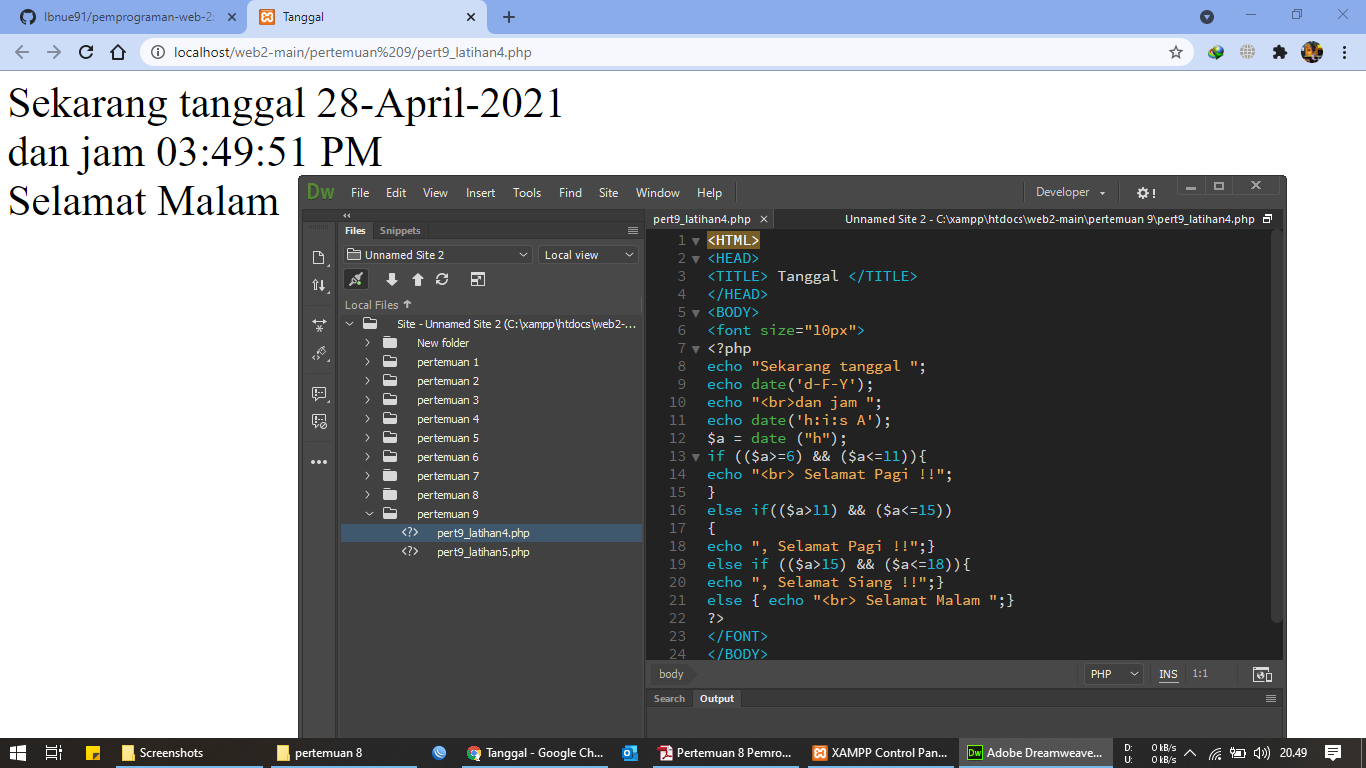 Ibnue91/pemprograman-web-2:
Tanggal
localhost/web2-main/pertemuan%209/pert9_latihan4.php
Sekarang tanggal 28-April-2021
dan jam 03:49:51 PM
Selamat Malam
Dw File Edit View Insert Tools Find Site Window Help Developer
Files Snippets
Unnamed Site 2 Local view
Local Files
Site - Unnamed Site 2 (C:\xampp\htdocs\web2-...
New folder
pertemuan 1
pertemuan 2
pertemuan 3
pertemuan 4
pertemuan 5
pertemuan 6
pertemuan 7
pertemuan 8
pertemuan 9
<?> pert9_latihan4.php
<?> pert9_latihan5.php
pert9_latihan4.php Unnamed Site 2 - C:\xampp\htdocs\web2-main\pertemuan 9\pert9_latihan4.php
1 <HTML>
2 <HEAD>
3 <TITLE> Tanggal </TITLE>
4 </HEAD>
5 <BODY>
6 <font size="10px">
7 <?php
8 echo "Sekarang tanggal ";
9 echo date('d-F-Y');
10 echo "<br>dan jam ";
11 echo date('h:i:s A');
12 $a = date ("h");
13 if (($a>=6) && ($a<=11)){
14 echo "<br> Selamat Pagi !!";
15 }
16 else if(($a>11) && ($a<=15))
17 {
18 echo ", Selamat Pagi !!";}
19 else if (($a>15) && ($a<=18)){
20 echo ", Selamat Siang !!";}
21 else { echo "<br> Selamat Malam ";}
22 ?>
23 </FONT>
24 </BODY>
body PHP INS 1:1
Search Output
Screenshots
pertemuan 8
Tanggal - Google Ch...
Pertemuan 8 Pemro...
XAMPP Control Pan...
Dw Adobe Dreamweave...
D: 0 kB/s
U: 0 kB/s
20.49